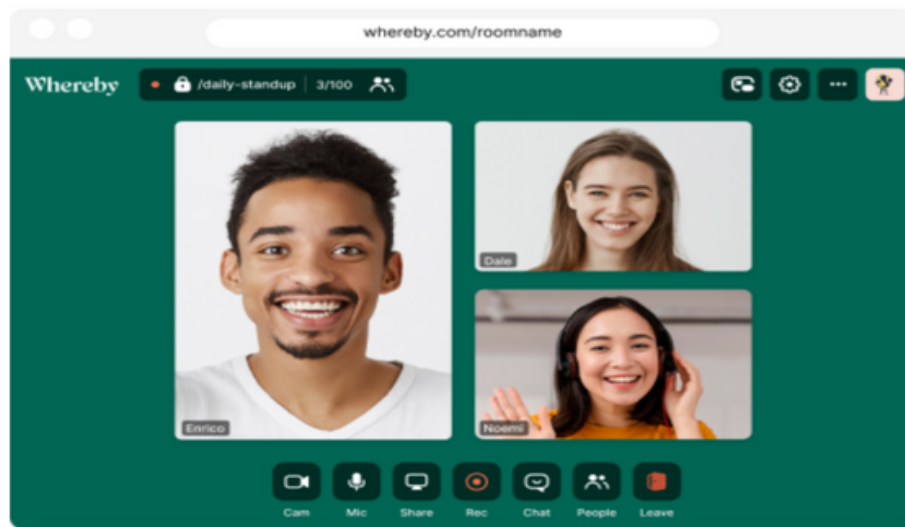 whereby.com/roomname
Whereby
/daily-standup 3/100
Enrico
Dale
Noemi
Cam Mic Share Rec Chat People Leave